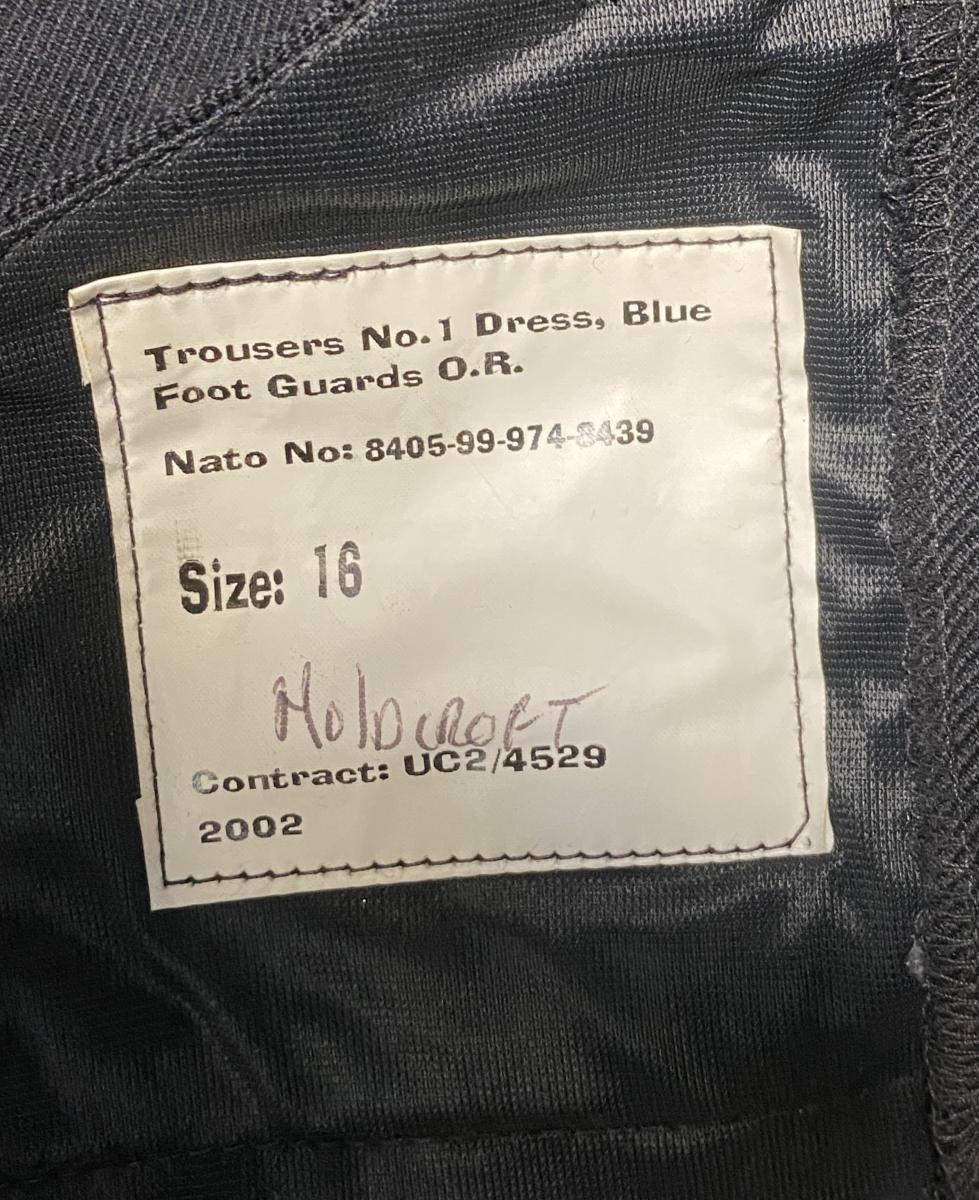 Trousers No.1 Dress, Blue
Foot Guards O.R.
Nato No: 8405-99-974-8439
Size: 16
HOLDCROFT
Contract: UC2/4529
2002